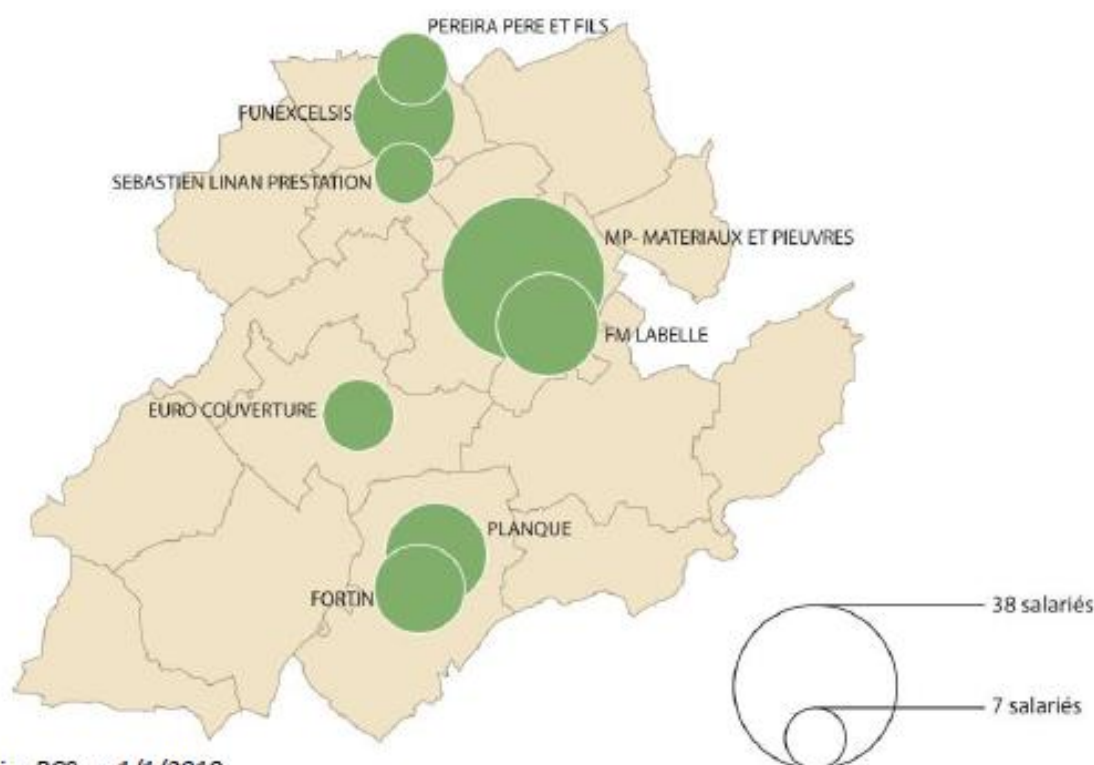 PEREIRA PERE ET FILS
FUNEXCELSIS
SEBASTIEN LINAN PRESTATION
MP- MATERIAUX ET PIEUVRES
FM LABELLE
EURO COUVERTURE
PLANQUE
FORTIN
38 salariés
7 salariés